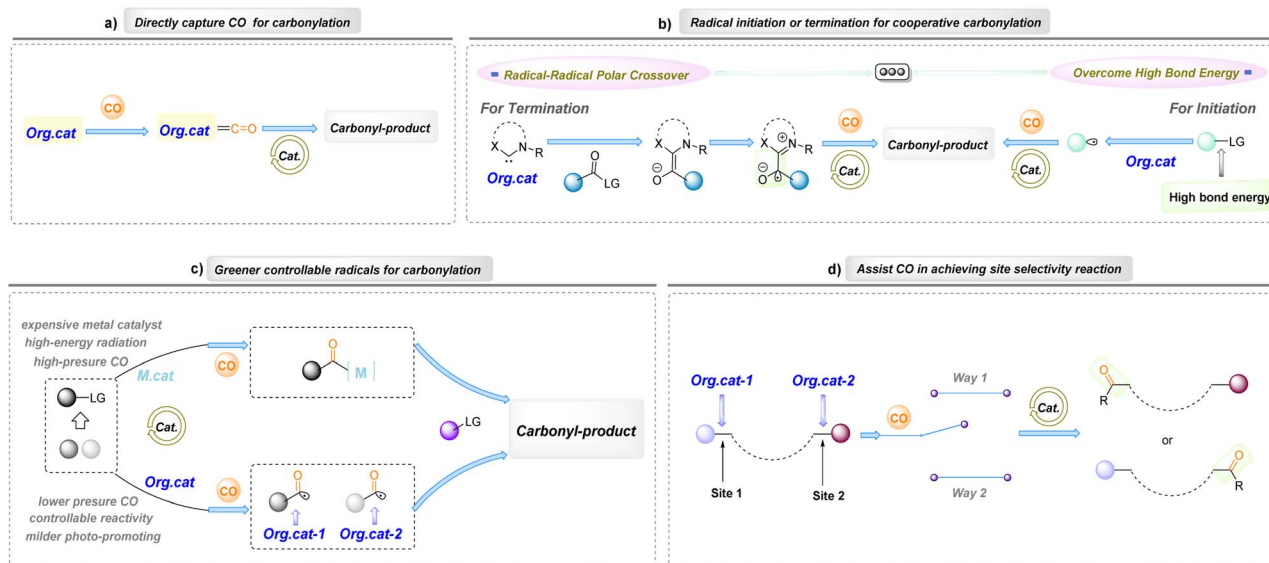 a) Directly capture CO for carbonylation
CO
Org.cat
Org.cat =C=O
Cat.
Carbonyl-product
b) Radical initiation or termination for cooperative carbonylation
Radical-Radical Polar Crossover
Overcome High Bond Energy
For Termination
For Initiation
X N R
Org.cat
O
LG
X N R
⊖O
X ⊕N R
⊖O
CO
Cat.
Carbonyl-product
CO
Cat.
Org.cat
LG
High bond energy
c) Greener controllable radicals for carbonylation
expensive metal catalyst
high-energy radiation
high-presure CO
M.cat
CO
O
M
LG
Cat.
LG
Carbonyl-product
Org.cat
CO
lower presure CO
controllable reactivity
milder photo-promoting
O
O
Org.cat-1
Org.cat-2
d) Assist CO in achieving site selectivity reaction
Org.cat-1
Org.cat-2
Site 1
Site 2
CO
Way 1
Way 2
Cat.
O
R
or
O
R